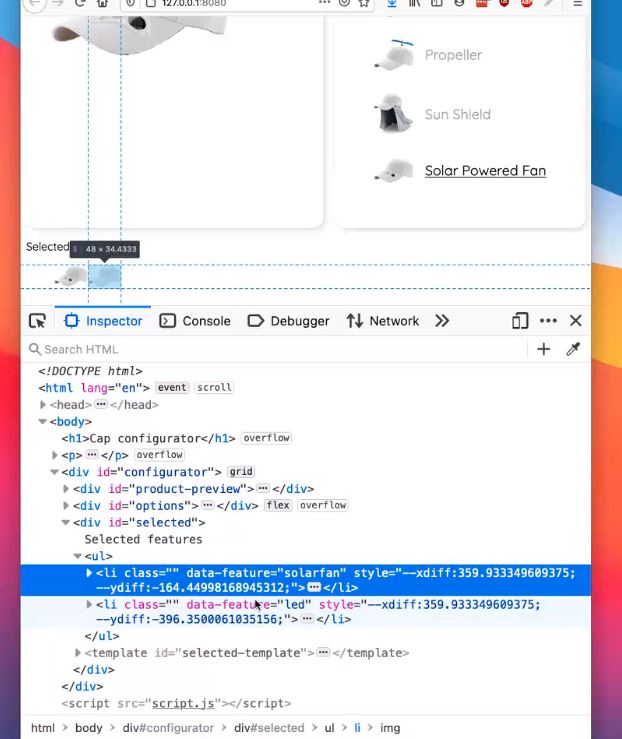 127.0.0.1:8080
Propeller
Sun Shield
Solar Powered Fan
Selected
li 48 × 34.4333
Inspector Console Debugger Network
Search HTML
<!DOCTYPE html>
<html lang="en"> event scroll
<head> ··· </head>
<body>
<h1>Cap configurator</h1> overflow
<p> ··· </p> overflow
<div id="configurator"> grid
<div id="product-preview"> ··· </div>
<div id="options"> ··· </div> flex overflow
<div id="selected">
Selected features
<ul>
<li class="" data-feature="solarfan" style="--xdiff:359.933349609375;
--ydiff:-164.44998168945312;"> ··· </li>
<li class="" data-feature="led" style="--xdiff:359.933349609375;
--ydiff:-396.3500061035156;"> ··· </li>
</ul>
<template id="selected-template"> ··· </template>
</div>
</div>
<script src="script.js"></script>
html > body > div#configurator > div#selected > ul > li > img